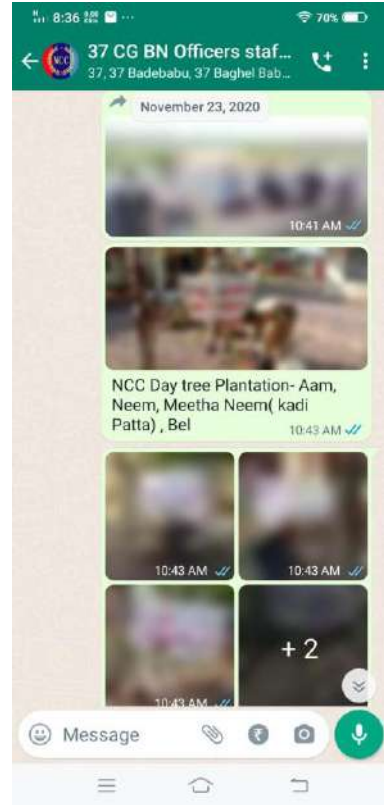 8:36
70%
37 CG BN Officers staf...
37, 37 Badebabu, 37 Baghel Bab...
November 23, 2020
10:41 AM
NCC Day tree Plantation- Aam,
Neem, Meetha Neem( kadi
Patta) , Bel
10:43 AM
10:43 AM
10:43 AM
10:43 AM
+ 2
Message